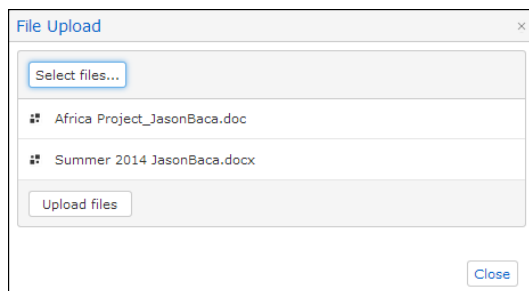 File Upload
Select files...
Africa Project_JasonBaca.doc
Summer 2014 JasonBaca.docx
Upload files
Close